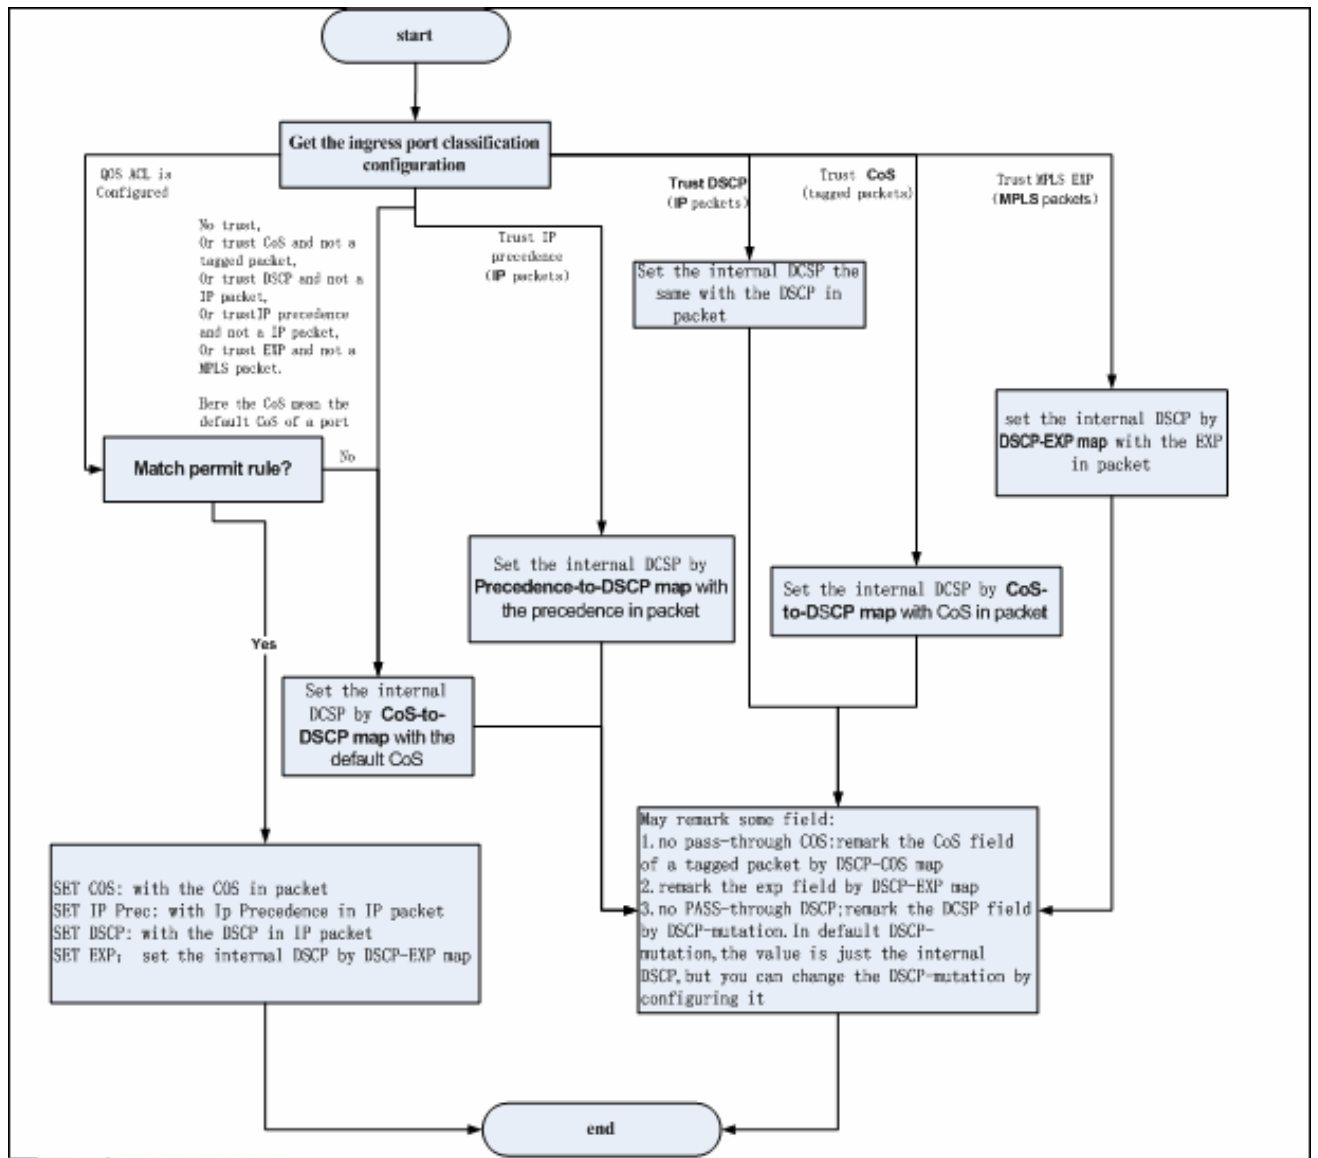 start
Get the ingress port classification
configuration
QOS ACL is
Configured
No trust,
Or trust CoS and not a
tagged packet,
Or trust DSCP and not a
IP packet,
Or trustIP precedence
and not a IP packet,
Or trust EXP and not a
MPLS packet.
Here the CoS mean the
default CoS of a port
Trust IP
precedence
(IP packets)
Trust DSCP
(IP packets)
Trust CoS
(tagged packets)
Trust MPLS EXP
(MPLS packets)
Set the internal DCSP the
same with the DSCP in
packet
set the internal DSCP by
DSCP-EXP map with the EXP
in packet
Match permit rule?
No
Yes
Set the internal DCSP by
Precedence-to-DSCP map with
the precedence in packet
Set the internal DCSP by CoS-
to-DSCP map with CoS in packet
Set the internal
DCSP by CoS-to-
DSCP map with the
default CoS
SET COS: with the COS in packet
SET IP Prec: with Ip Precedence in IP packet
SET DSCP: with the DSCP in IP packet
SET EXP: set the internal DSCP by DSCP-EXP map
May remark some field:
1. no pass-through COS:remark the CoS field
of a tagged packet by DSCP-COS map
2. remark the exp field by DSCP-EXP map
3. no PASS-through DSCP;remark the DCSP field
by DSCP-mutation. In default DSCP-
mutation, the value is just the internal
DSCP, but you can change the DSCP-mutation by
configuring it
end